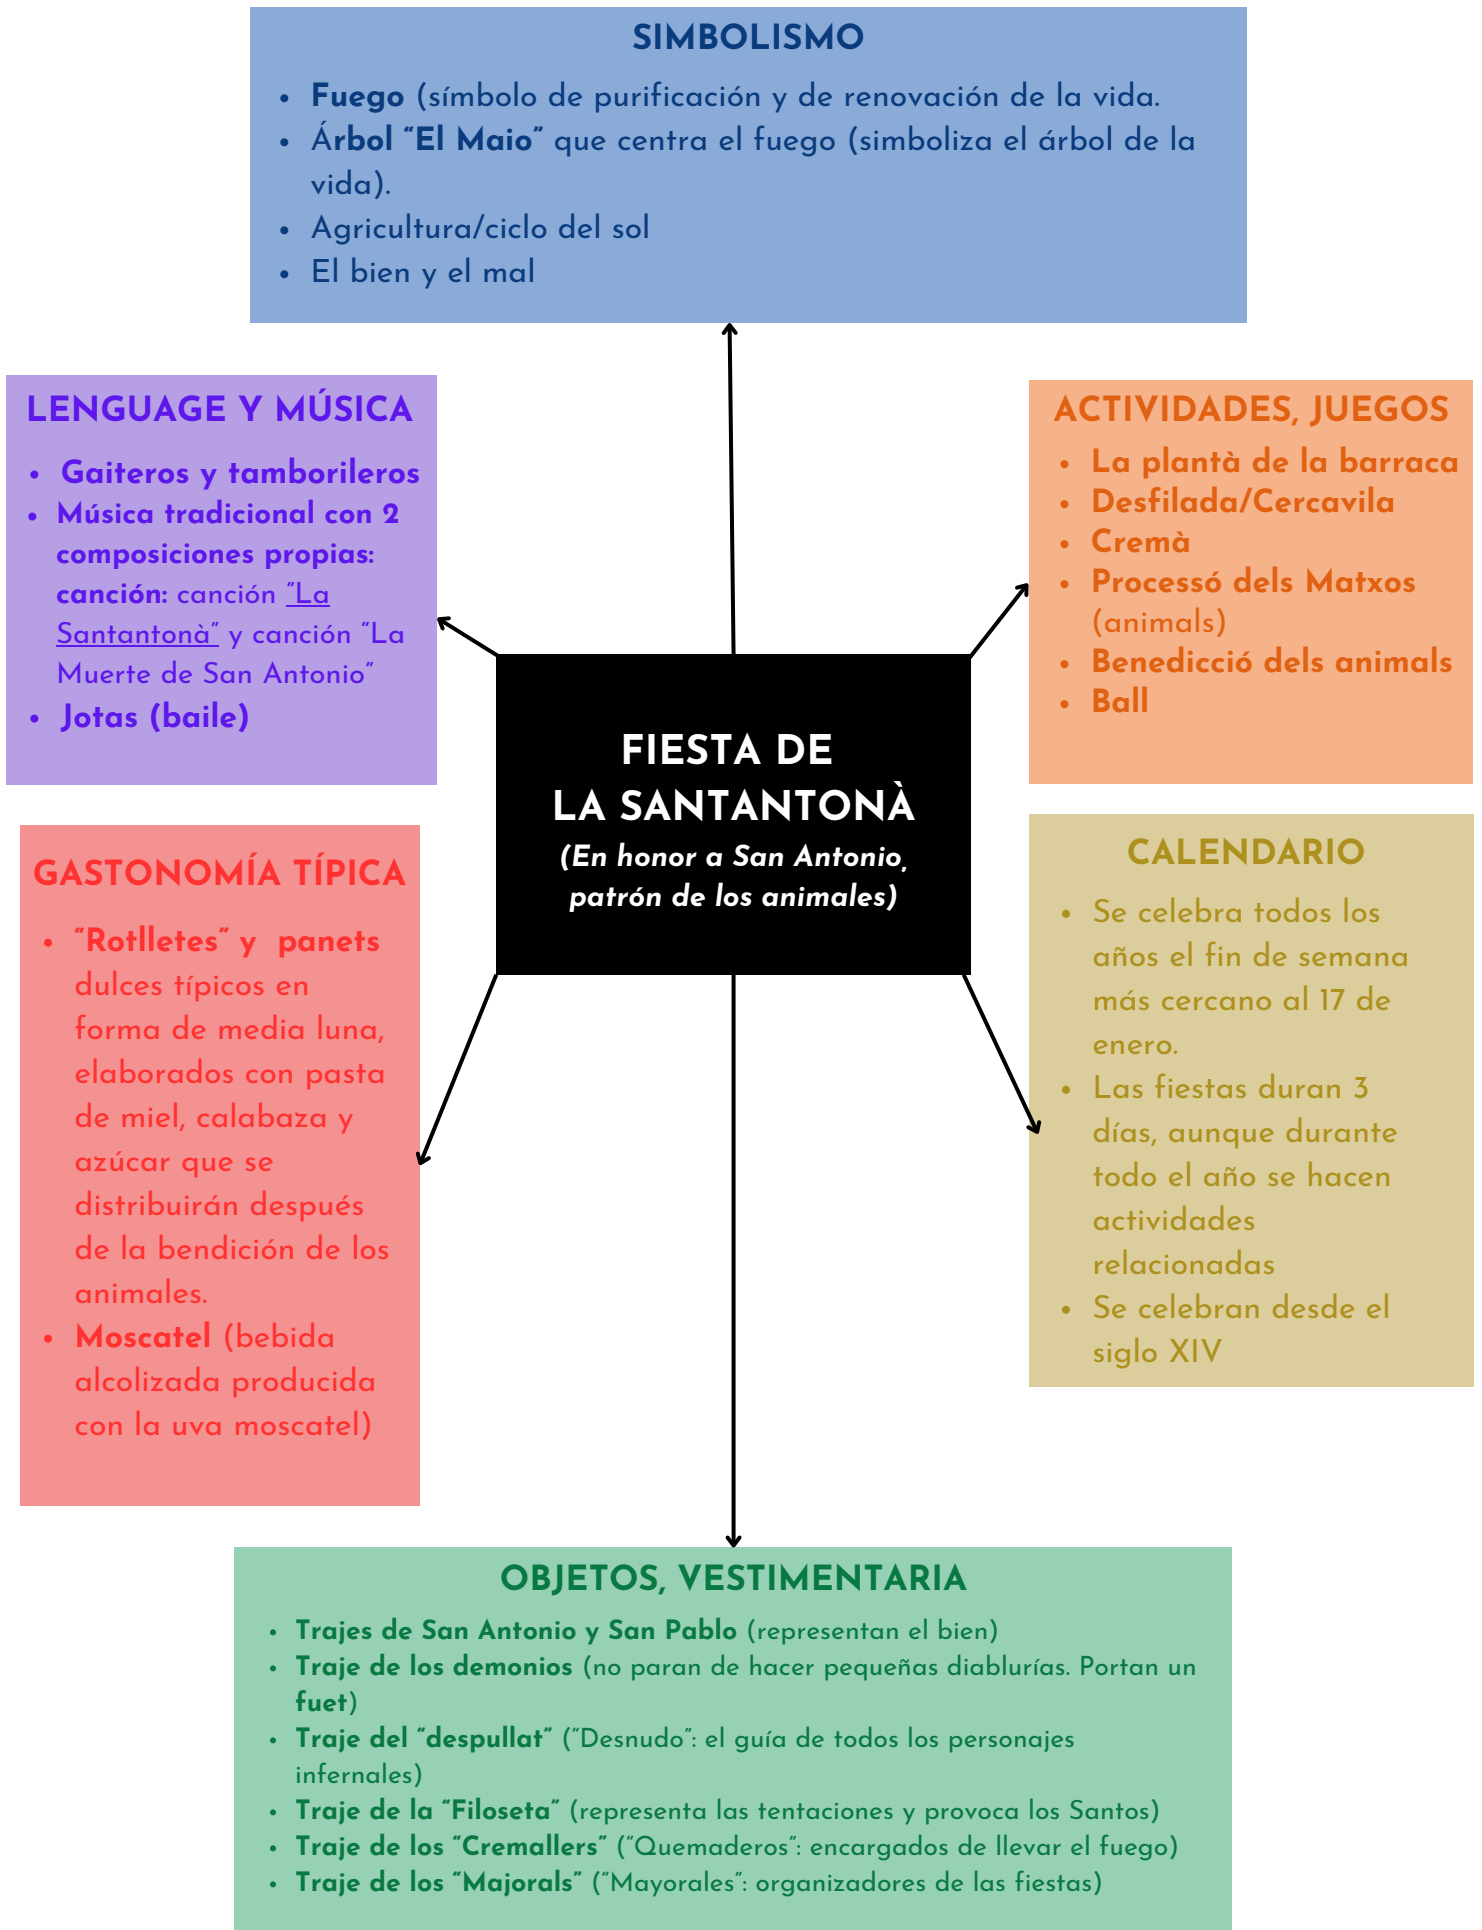 SIMBOLISMO
• Fuego (símbolo de purificación y de renovación de la vida.
• Árbol “El Maio” que centra el fuego (simboliza el árbol de la
vida).
• Agricultura/ciclo del sol
• El bien y el mal
LENGUAGE Y MÚSICA
• Gaiteros y tamborileros
• Música tradicional con 2
composiciones propias:
canción: canción “La
Santantonà” y canción “La
Muerte de San Antonio”
• Jotas (baile)
ACTIVIDADES, JUEGOS
• La plantà de la barraca
• Desfilada/Cercavila
• Cremà
• Processó dels Matxos
(animals)
• Benedicció dels animals
• Ball
FIESTA DE
LA SANTANTONÀ
(En honor a San Antonio,
patrón de los animales)
GASTONOMÍA TÍPICA
• “Rotlletes” y panets
dulces típicos en
forma de media luna,
elaborados con pasta
de miel, calabaza y
azúcar que se
distribuirán después
de la bendición de los
animales.
• Moscatel (bebida
alcolizada producida
con la uva moscatel)
CALENDARIO
• Se celebra todos los
años el fin de semana
más cercano al 17 de
enero.
• Las fiestas duran 3
días, aunque durante
todo el año se hacen
actividades
relacionadas
• Se celebran desde el
siglo XIV
OBJETOS, VESTIMENTARIA
• Trajes de San Antonio y San Pablo (representan el bien)
• Traje de los demonios (no paran de hacer pequeñas diablurías. Portan un
fuet)
• Traje del “despullat” (“Desnudo”: el guía de todos los personajes
infernales)
• Traje de la “Filoseta” (representa las tentaciones y provoca los Santos)
• Traje de los “Cremallers” (“Quemaderos”: encargados de llevar el fuego)
• Traje de los “Majorals” (“Mayorales”: organizadores de las fiestas)